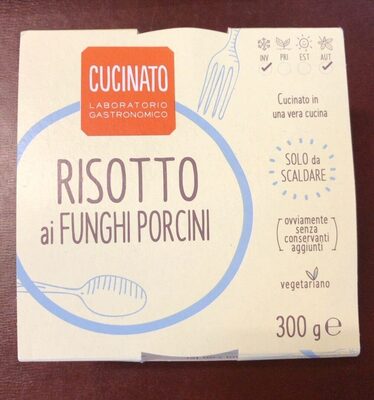 CUCINATO
LABORATORIO
GASTRONOMICO
INV PRI EST AUT
Cucinato in
una vera cucina
RISOTTO
ai FUNGHI PORCINI
SOLO da
SCALDARE
(ovviamente
senza
conservanti
aggiunti)
vegetariano
300 g e